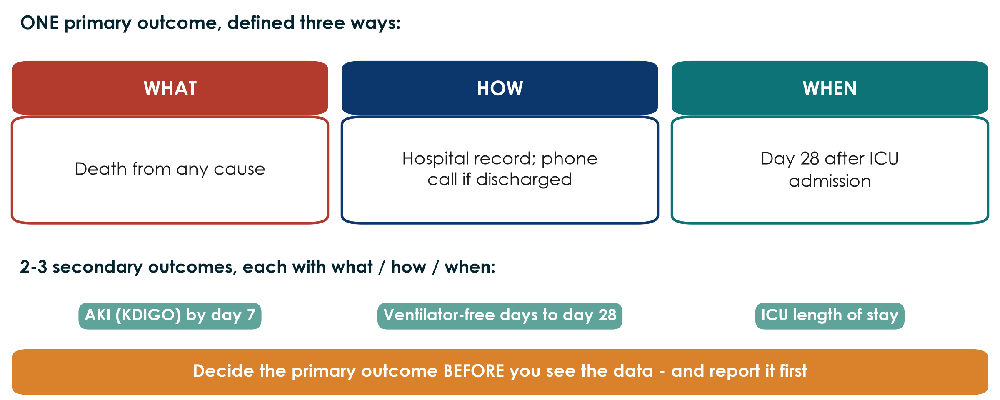 ONE primary outcome, defined three ways:
WHAT
HOW
WHEN
Death from any cause
Hospital record; phone
call if discharged
Day 28 after ICU
admission
2-3 secondary outcomes, each with what / how / when:
AKI (KDIGO) by day 7
Ventilator-free days to day 28
ICU length of stay
Decide the primary outcome BEFORE you see the data - and report it first